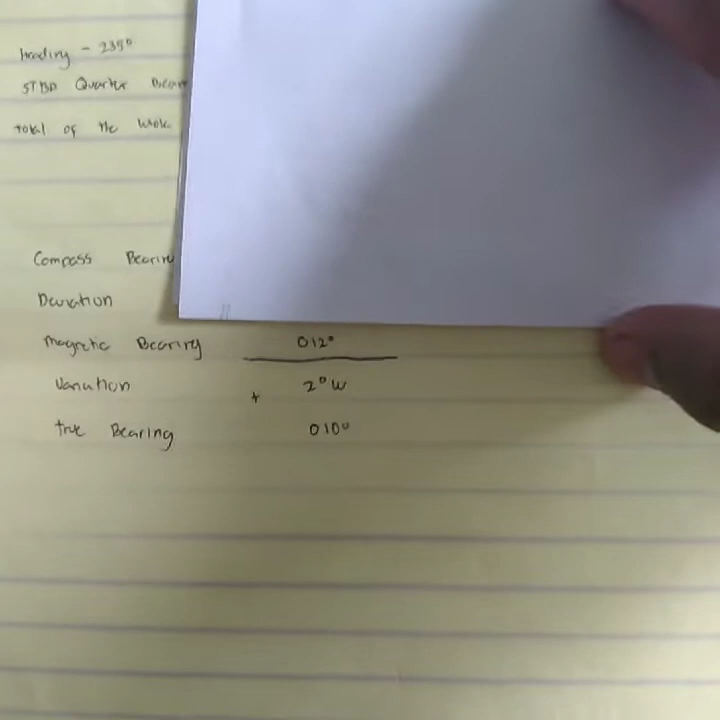 Heading - 235°
STBD Quarter
total of the
Compass
Deviation
Magnetic Bearing 012°
Variation + 2°W
true Bearing 010°